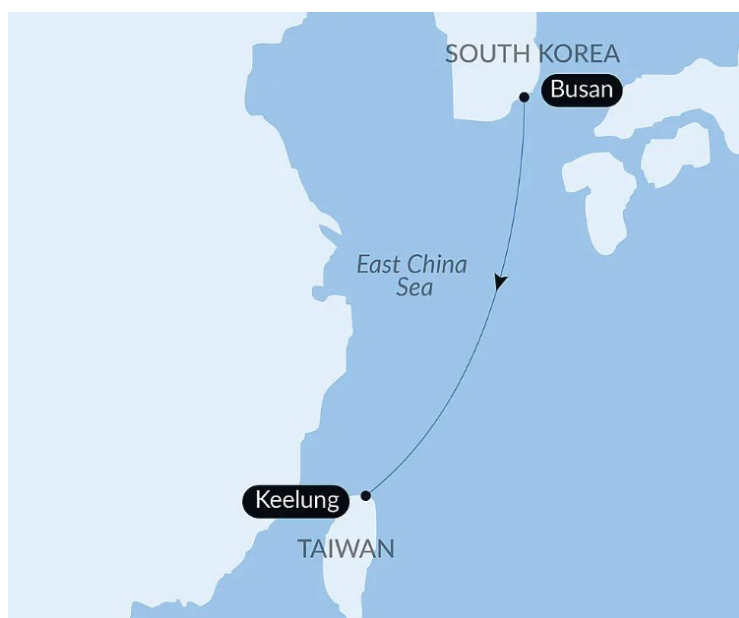 SOUTH KOREA
Busan
East China
Sea
Keelung
TAIWAN